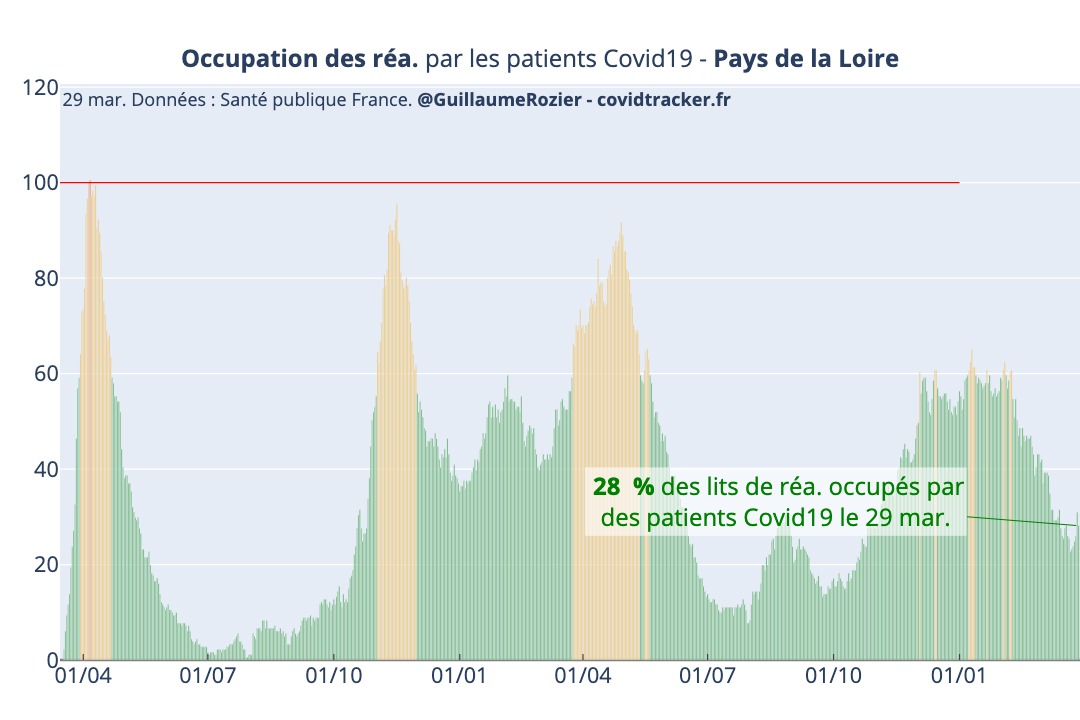 Occupation des réa. par les patients Covid19 - Pays de la Loire
29 mar. Données : Santé publique France. @GuillaumeRozier - covidtracker.fr
120
100
80
60
40
20
0
28 % des lits de réa. occupés par
des patients Covid19 le 29 mar.
01/04 01/07 01/10 01/01 01/04 01/07 01/10 01/01